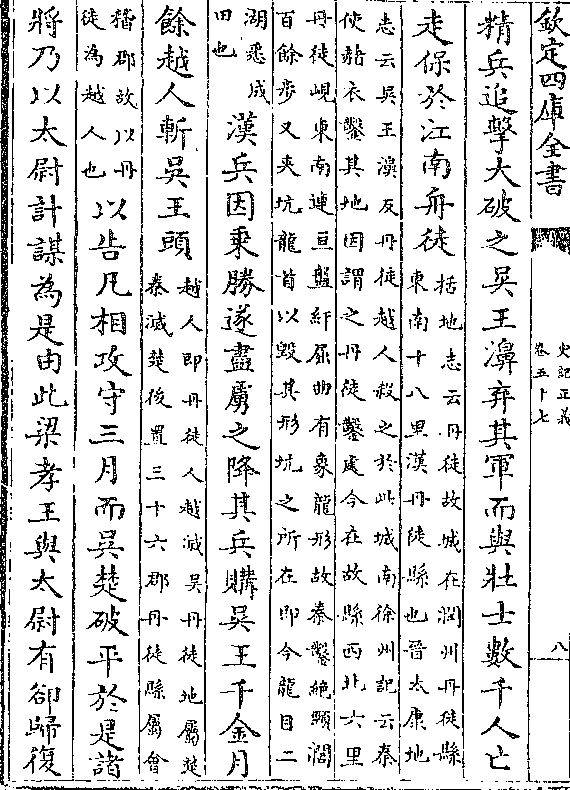 欽定四庫全書
史記正義
卷五十七
八
精兵追擊大破之吳王濞弃其軍而與壯士數千人亡
走保於江南丹徒
括地志云丹徒故城在潤州丹徒縣
東南十八里漢丹徒縣也晉太康地
志云吳王濞反丹徒越人殺之於此城南徐州記云秦
使赭衣鑿其地因謂之丹徒鑿處今在故縣西北六里
丹徒峴東南連亘盤紆屈曲有象龍形故秦鑿絶顯濶
百餘步又夾坑龍首以毀其形坑之所在即今龍目二
湖悉成
田也
漢兵因乘勝遂盡虜之降其兵購吳王千金月
餘越人斬吳王頭
越人即丹徒人越滅吳丹徒地屬楚
秦滅楚後置三十六郡丹徒縣屬會
稽郡故以丹
徒為越人也
以告凡相攻守三月而吳楚破平於是諸
將乃以太尉計謀為是由此梁孝王與太尉有郤歸復